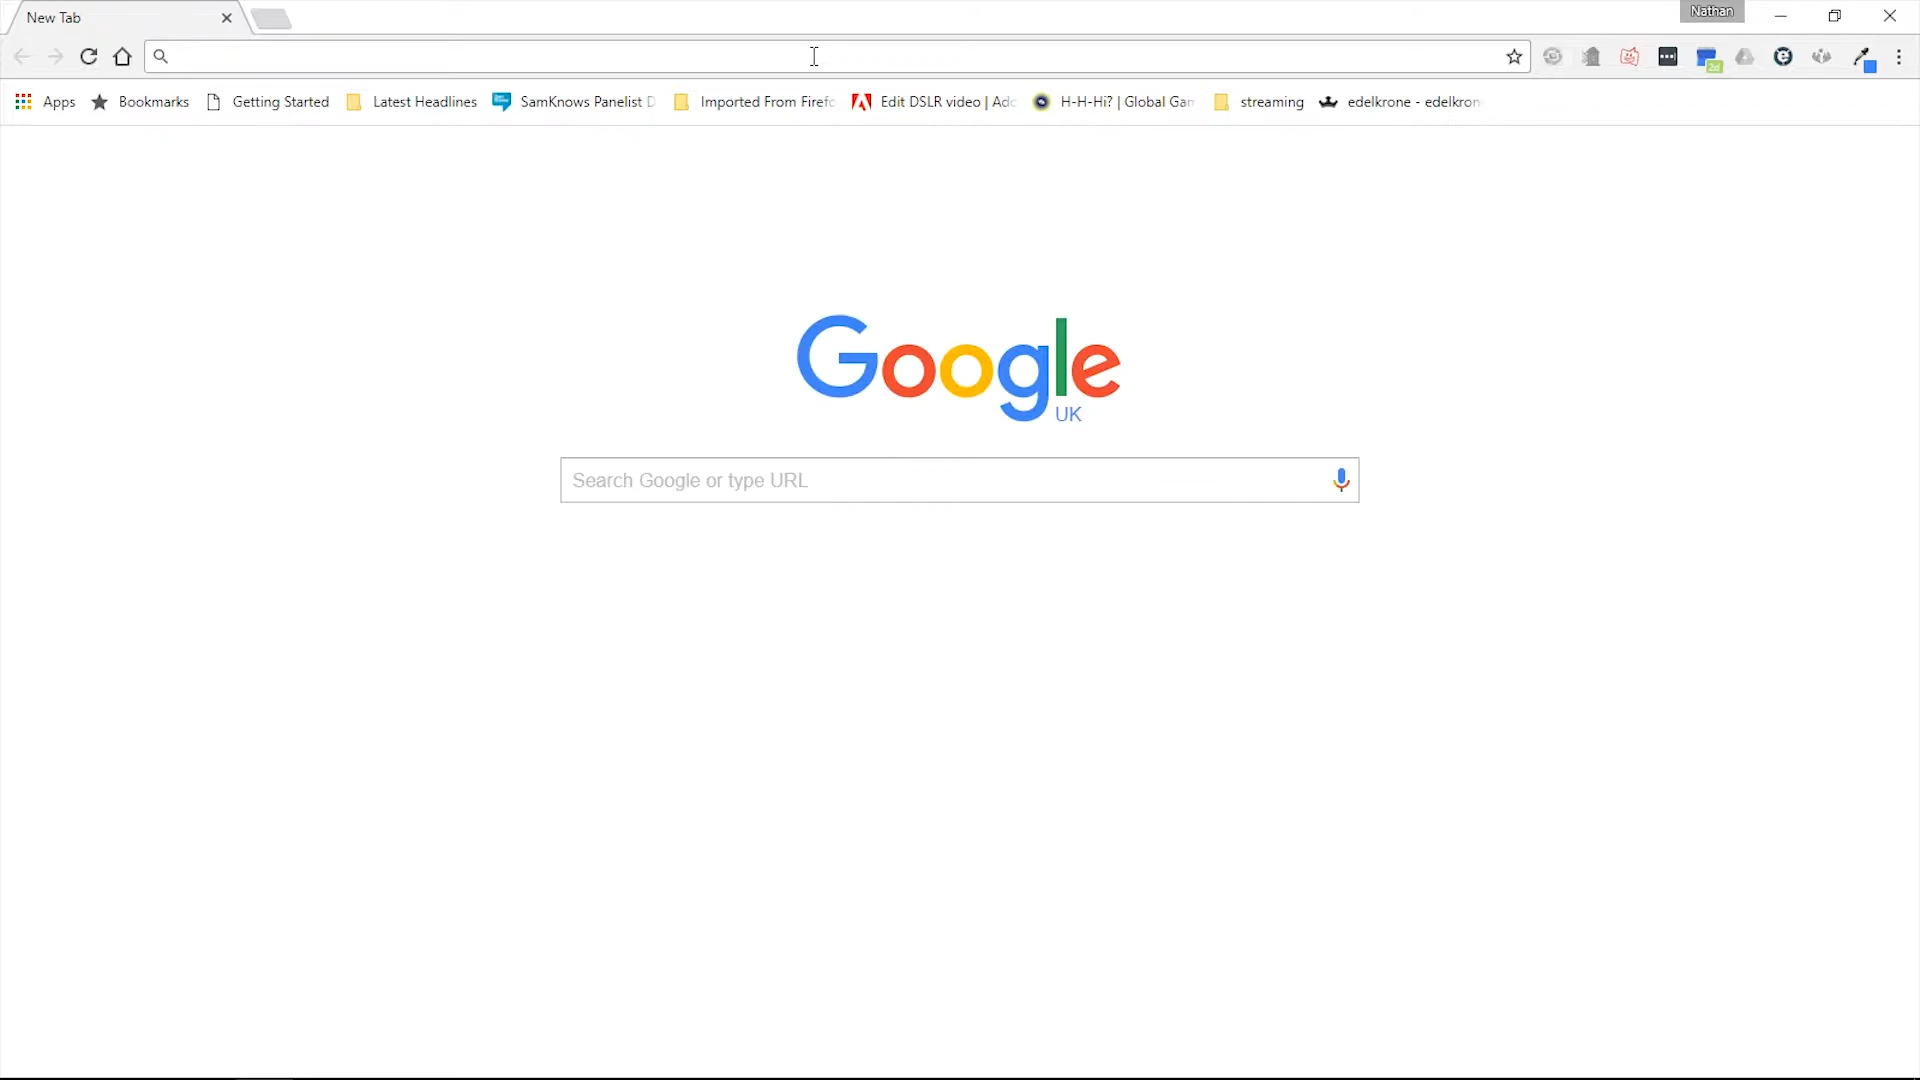 New Tab
Nathan
Apps Bookmarks Getting Started Latest Headlines SamKnows Panelist D Imported From Firefo Edit DSLR video | Ado H-H-Hi? | Global Gam streaming edelkrone - edelkron
2d
Google
UK
Search Google or type URL